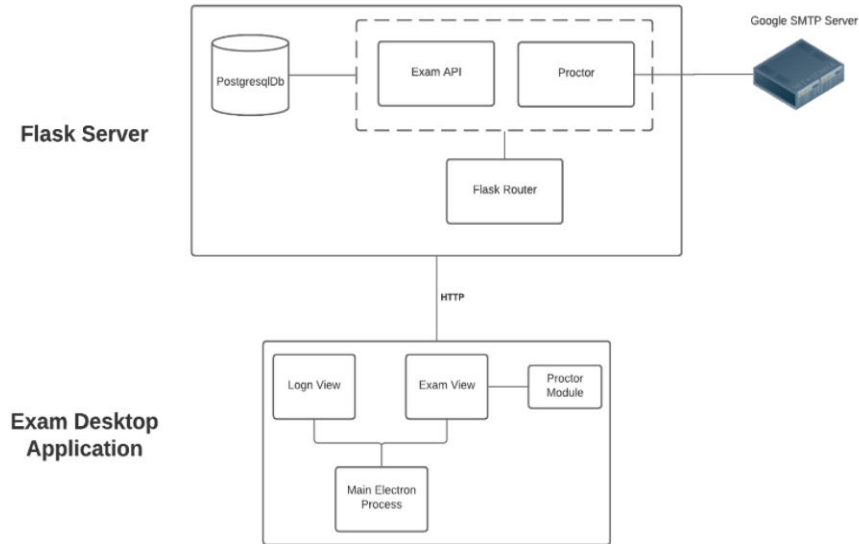 Google SMTP Server
PostgresqlDb
Exam API
Proctor
Flask Server
Flask Router
HTTP
Logn View
Exam View
Proctor
Module
Exam Desktop
Application
Main Electron
Process